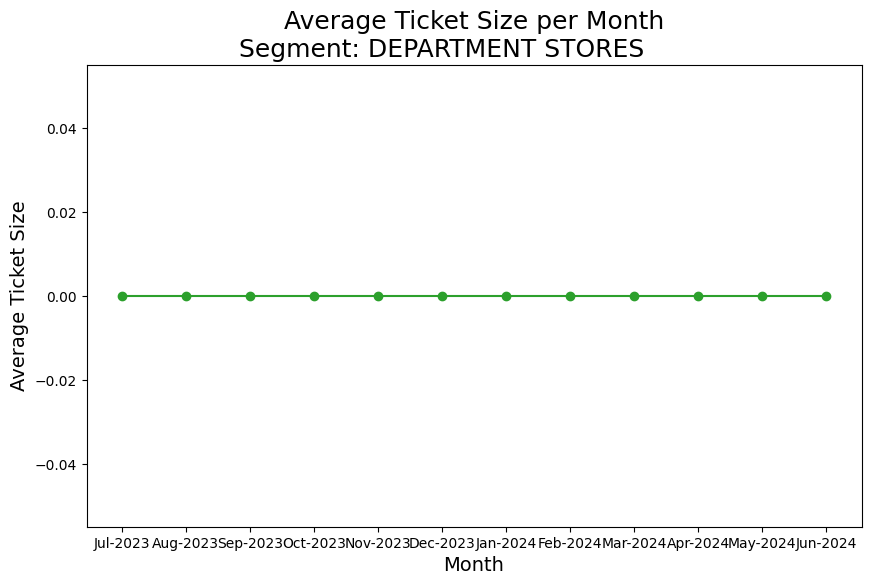 Average Ticket Size per Month
Segment: DEPARTMENT STORES
Average Ticket Size
0.04
0.02
0.00
−0.02
−0.04
Jul-2023 Aug-2023 Sep-2023 Oct-2023 Nov-2023 Dec-2023 Jan-2024 Feb-2024 Mar-2024 Apr-2024 May-2024 Jun-2024
Month